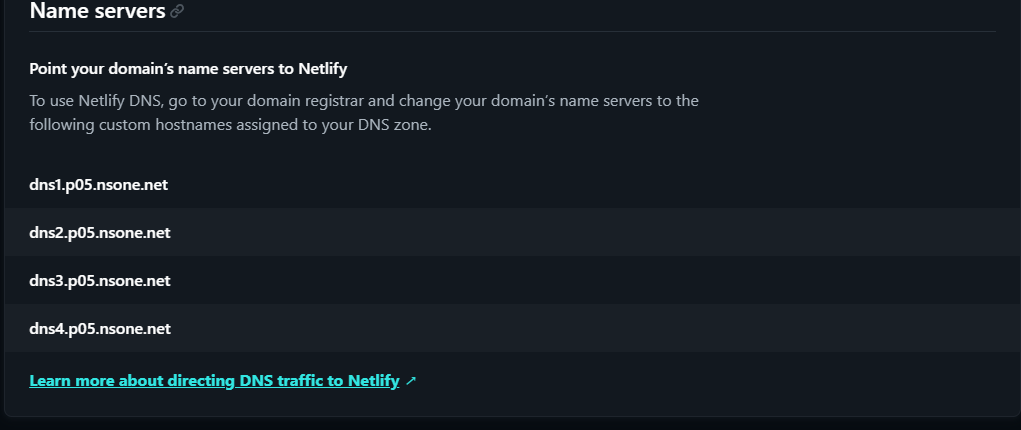 Name servers
Point your domain's name servers to Netlify
To use Netlify DNS, go to your domain registrar and change your domain's name servers to the
following custom hostnames assigned to your DNS zone.
dns1.p05.nsone.net
dns2.p05.nsone.net
dns3.p05.nsone.net
dns4.p05.nsone.net
Learn more about directing DNS traffic to Netlify ↗